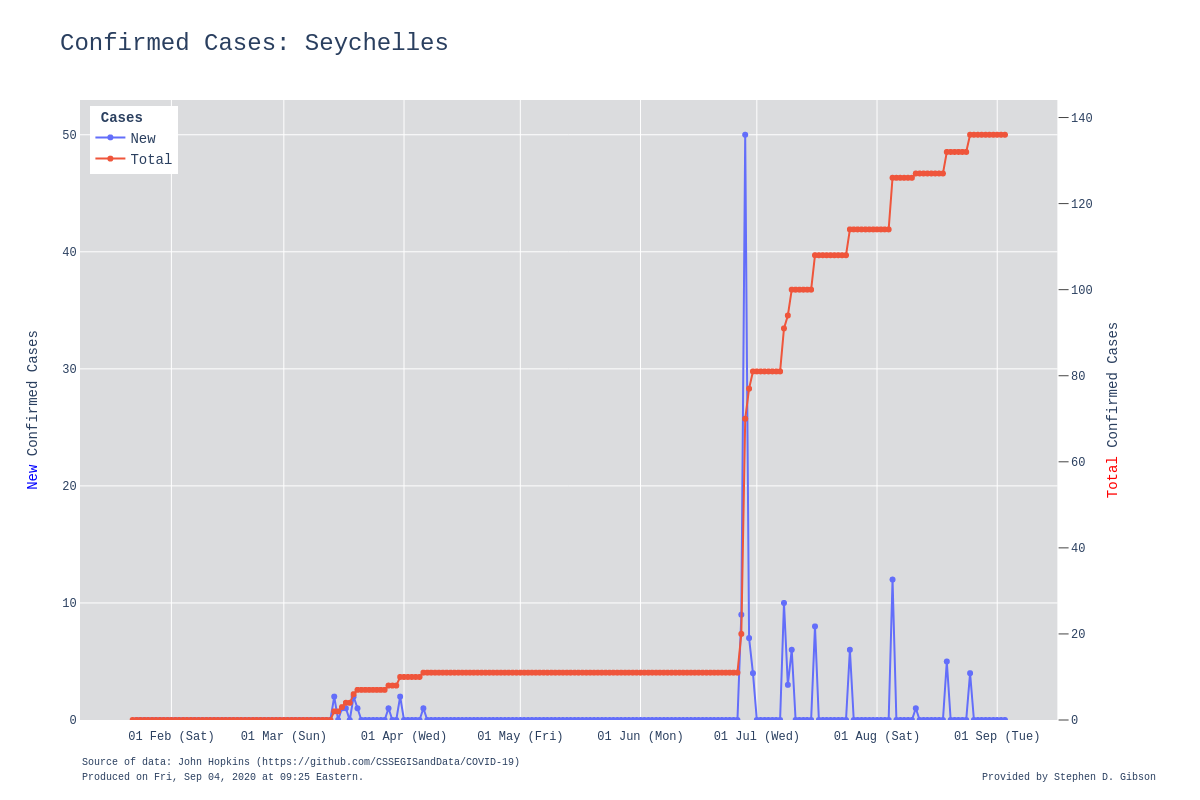 Confirmed Cases: Seychelles
Cases
New
Total
50
40
30
20
10
0
140
120
100
80
60
40
20
0
New Confirmed Cases
Total Confirmed Cases
01 Feb (Sat) 01 Mar (Sun) 01 Apr (Wed) 01 May (Fri) 01 Jun (Mon) 01 Jul (Wed) 01 Aug (Sat) 01 Sep (Tue)
Source of data: John Hopkins (https://github.com/CSSEGISandData/COVID-19)
Produced on Fri, Sep 04, 2020 at 09:25 Eastern.
Provided by Stephen D. Gibson